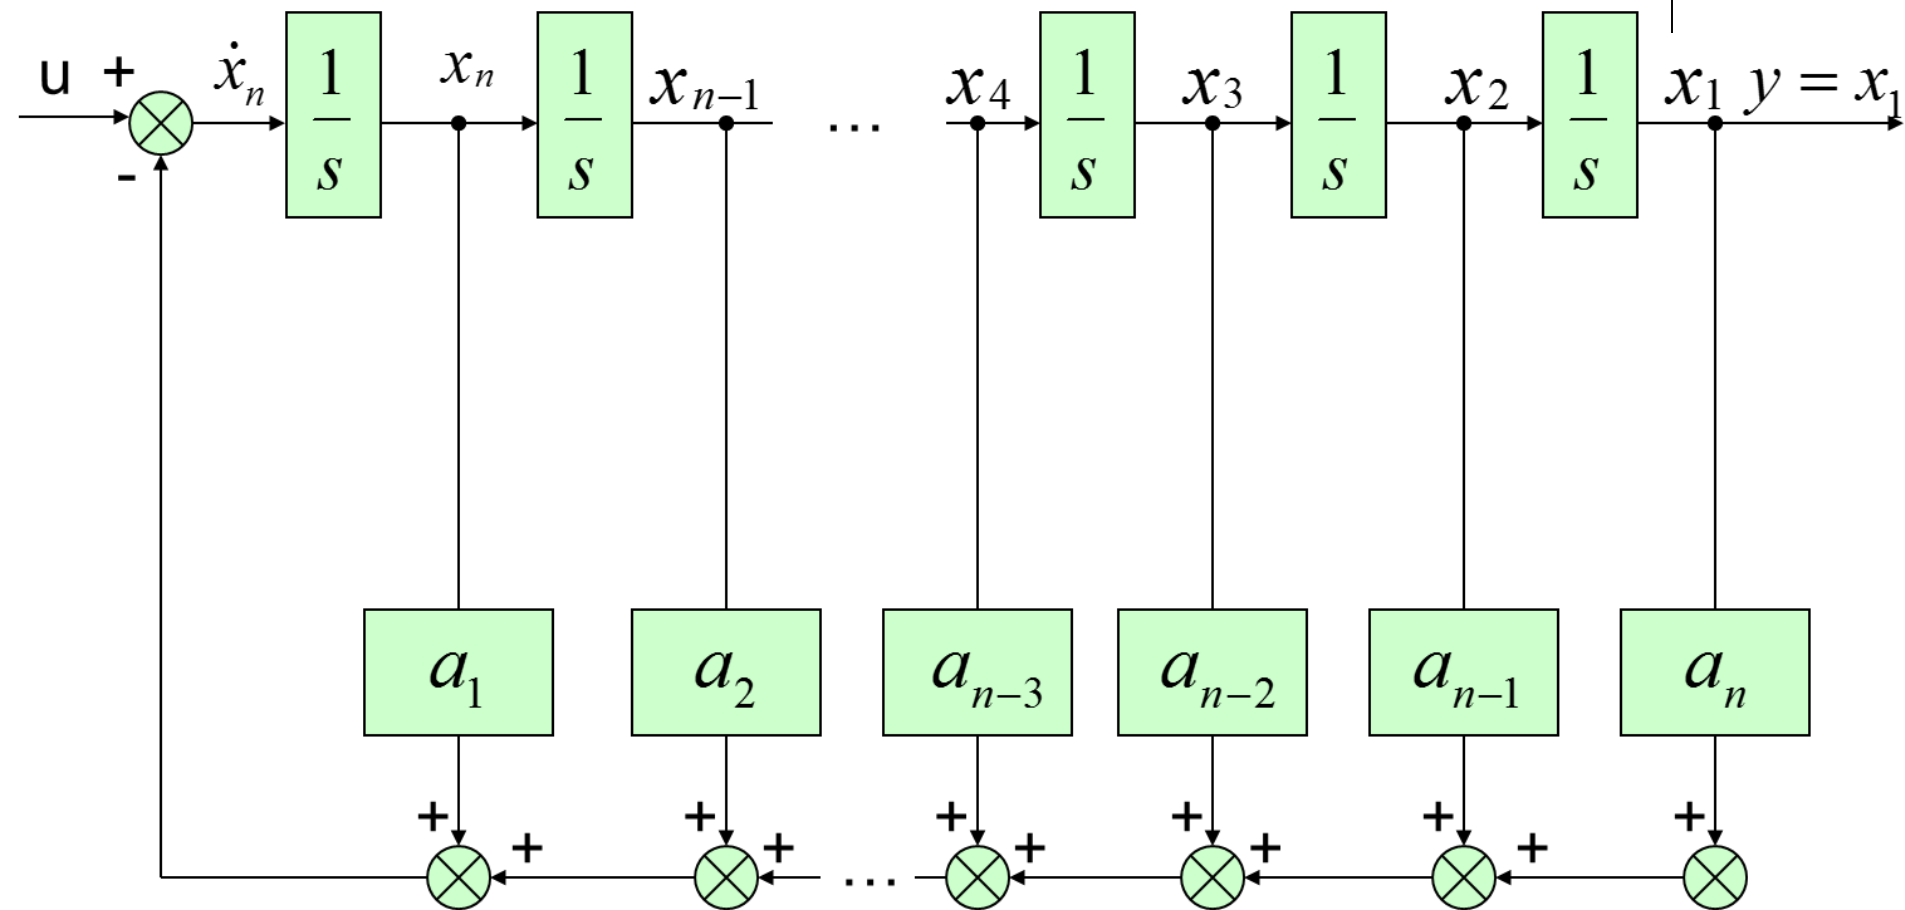 u + ẋₙ 1/s xₙ 1/s xₙ₋₁ … x₄ 1/s x₃ 1/s x₂ 1/s x₁ y = x₁
-
a₁ a₂ aₙ₋₃ aₙ₋₂ aₙ₋₁ aₙ
+ + + + + +
+ + + + +
…